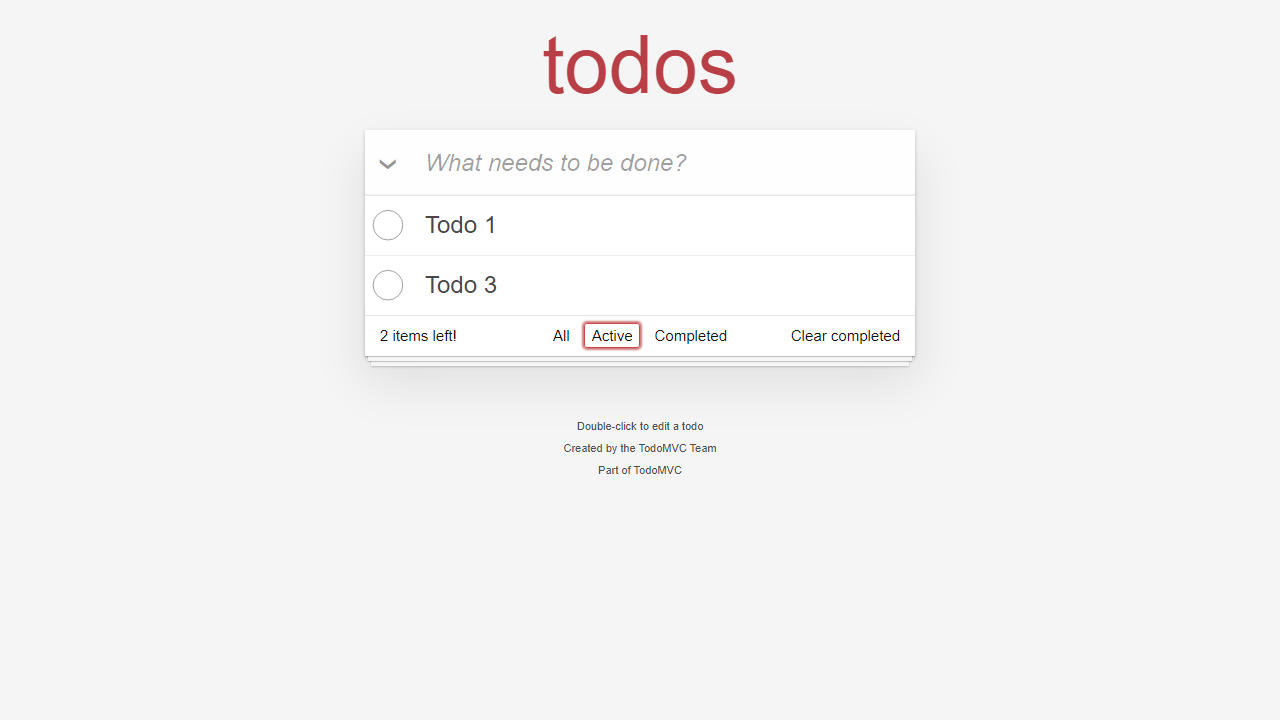 todos
What needs to be done?
Todo 1
Todo 3
2 items left! All Active Completed Clear completed
Double-click to edit a todo
Created by the TodoMVC Team
Part of TodoMVC